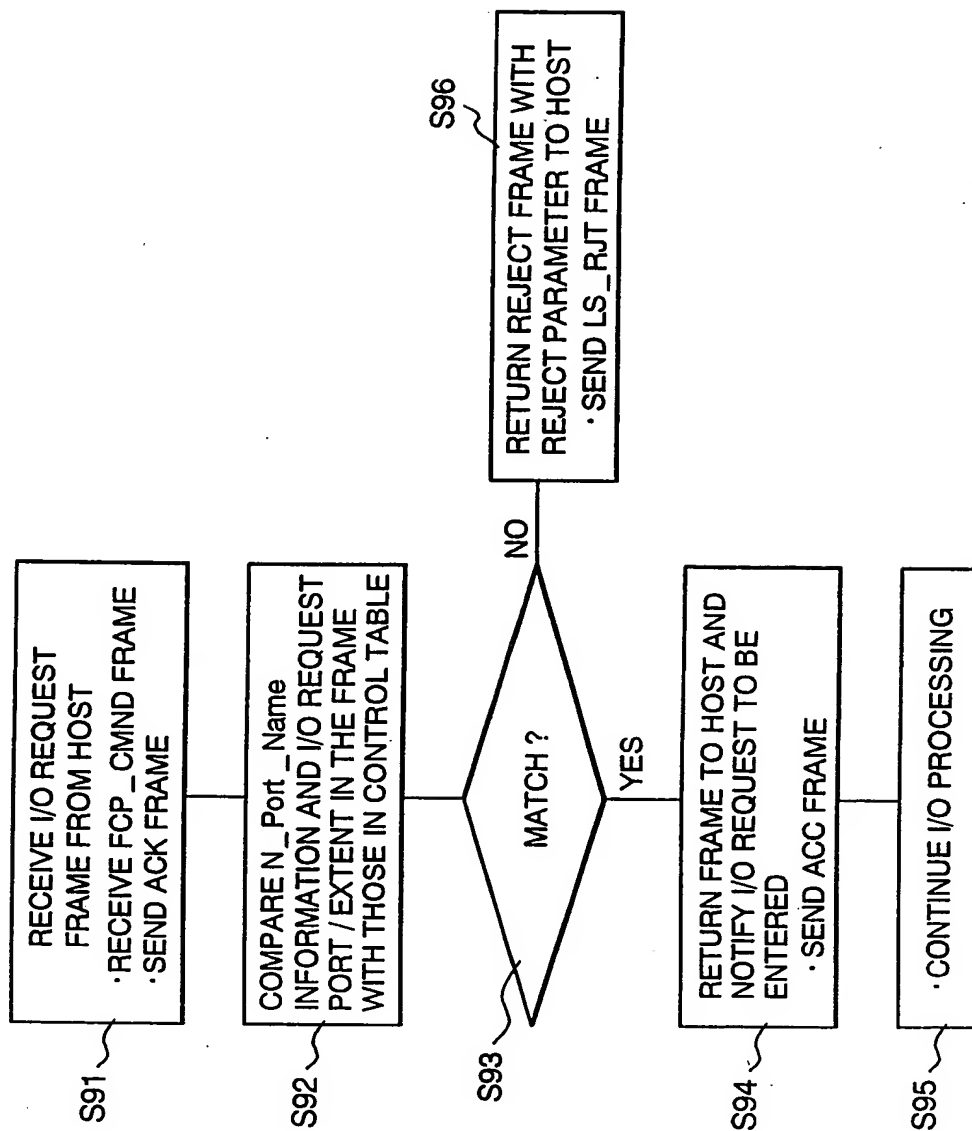 S91
RECEIVE I/O REQUEST
FRAME FROM HOST
·RECEIVE FCP_CMND FRAME
·SEND ACK FRAME
S92
COMPARE N_Port_Name
INFORMATION AND I/O REQUEST
PORT / EXTENT IN THE FRAME
WITH THOSE IN CONTROL TABLE
S93
MATCH?
NO
YES
S96
RETURN REJECT FRAME WITH
REJECT PARAMETER TO HOST
·SEND LS_RJT FRAME
S94
RETURN FRAME TO HOST AND
NOTIFY I/O REQUEST TO BE
ENTERED
·SEND ACC FRAME
S95
·CONTINUE I/O PROCESSING